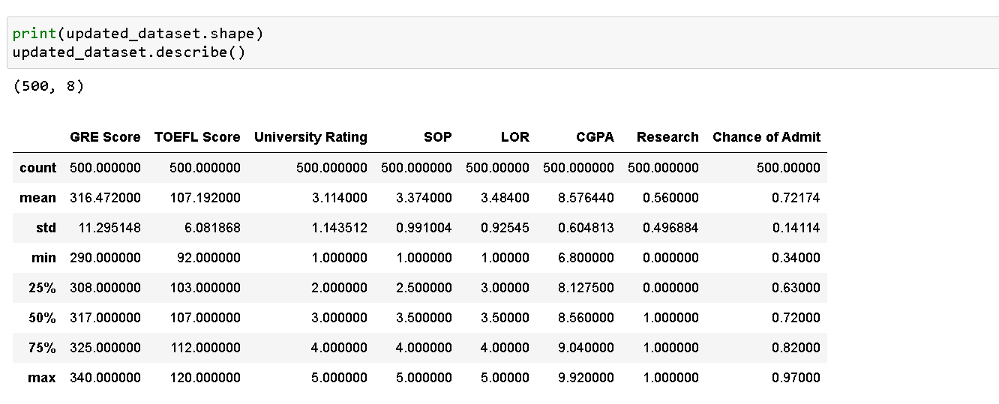 print(updated_dataset.shape)
updated_dataset.describe()
(500, 8)
GRE Score TOEFL Score University Rating SOP LOR CGPA Research Chance of Admit
count 500.000000 500.000000 500.000000 500.000000 500.00000 500.000000 500.000000 500.00000
mean 316.472000 107.192000 3.114000 3.374000 3.48400 8.576440 0.560000 0.72174
std 11.295148 6.081868 1.143512 0.991004 0.92545 0.604813 0.496884 0.14114
min 290.000000 92.000000 1.000000 1.000000 1.00000 6.800000 0.000000 0.34000
25% 308.000000 103.000000 2.000000 2.500000 3.00000 8.127500 0.000000 0.63000
50% 317.000000 107.000000 3.000000 3.500000 3.50000 8.560000 1.000000 0.72000
75% 325.000000 112.000000 4.000000 4.000000 4.00000 9.040000 1.000000 0.82000
max 340.000000 120.000000 5.000000 5.000000 5.00000 9.920000 1.000000 0.97000